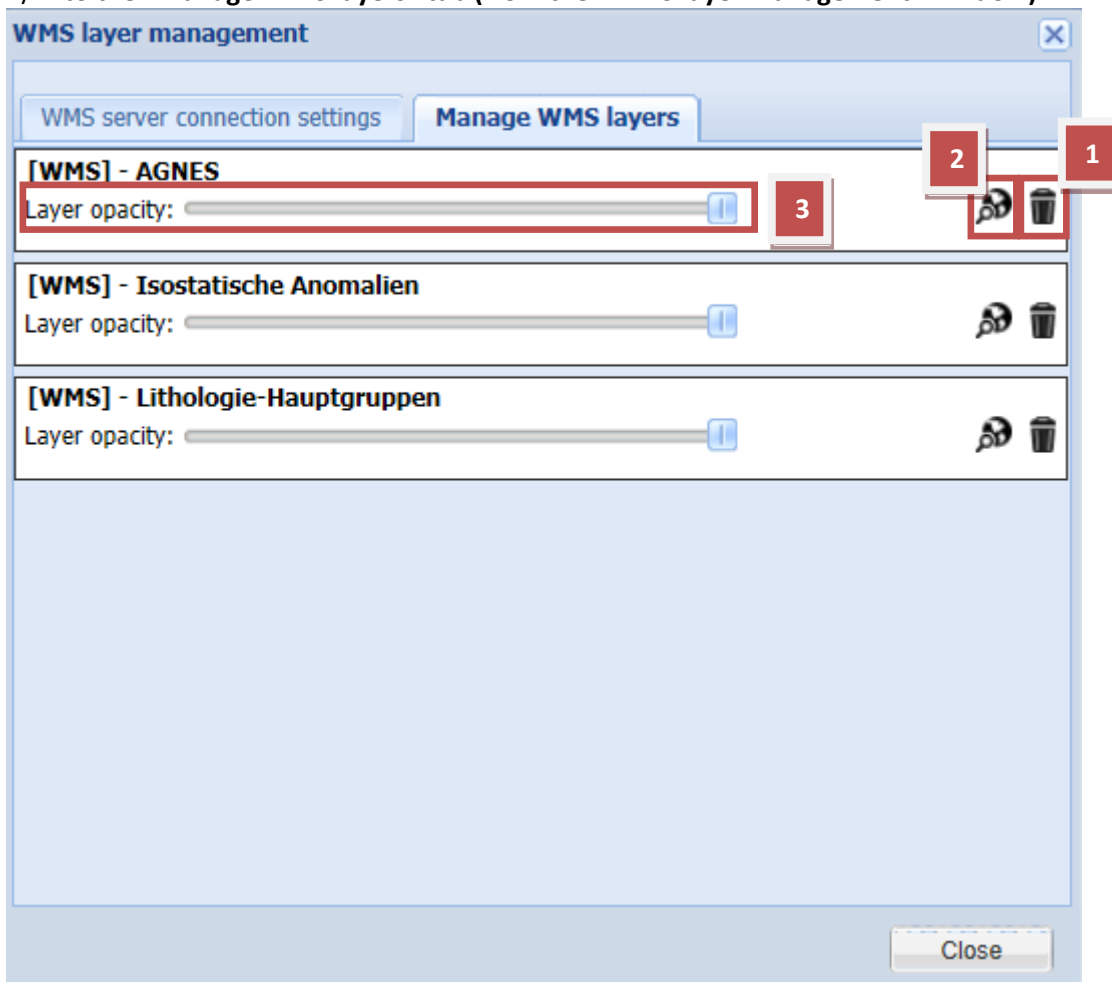 WMS layer management
WMS server connection settings Manage WMS layers
[WMS] - AGNES
2
1
Layer opacity:
3
[WMS] - Isostatische Anomalien
Layer opacity:
[WMS] - Lithologie-Hauptgruppen
Layer opacity:
Close